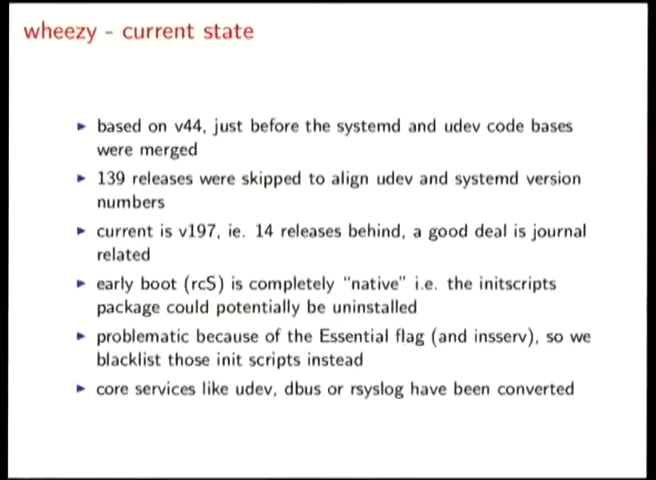 wheezy - current state
based on v44, just before the systemd and udev code bases
were merged
139 releases were skipped to align udev and systemd version
numbers
current is v197, ie. 14 releases behind, a good deal is journal
related
early boot (rcS) is completely "native" i.e. the initscripts
package could potentially be uninstalled
problematic because of the Essential flag (and insserv), so we
blacklist those init scripts instead
core services like udev, dbus or rsyslog have been converted